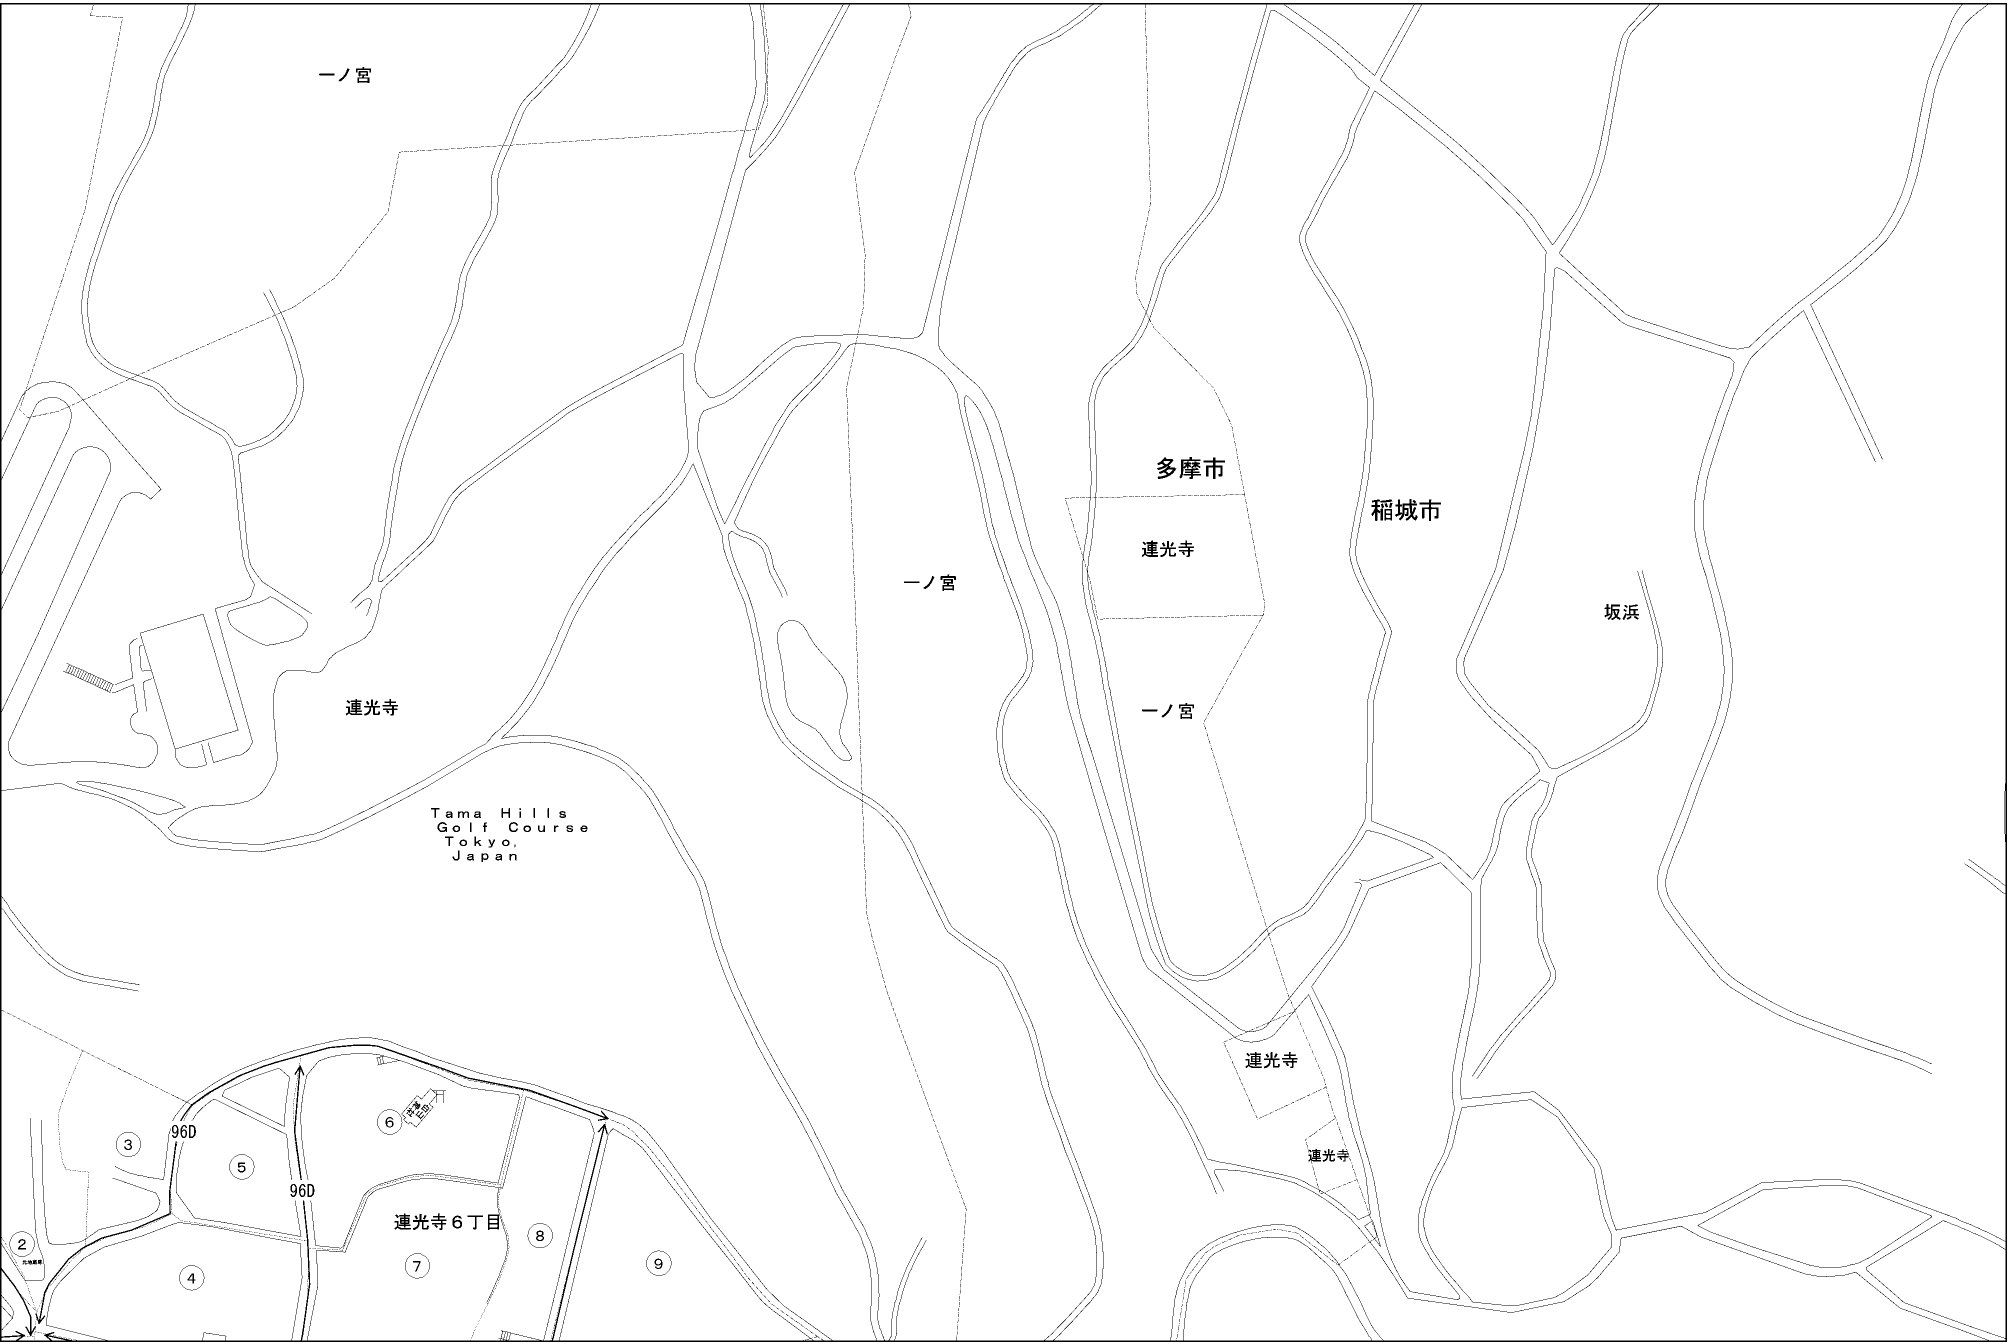 一ノ宮
多摩市
稲城市
連光寺
一ノ宮
坂浜
連光寺
一ノ宮
Tama Hills
Golf Course
Tokyo,
Japan
連光寺
96D
③
⑥
⑤
連光寺
96D
連光寺６丁目
②
⑧
④
⑦
⑨